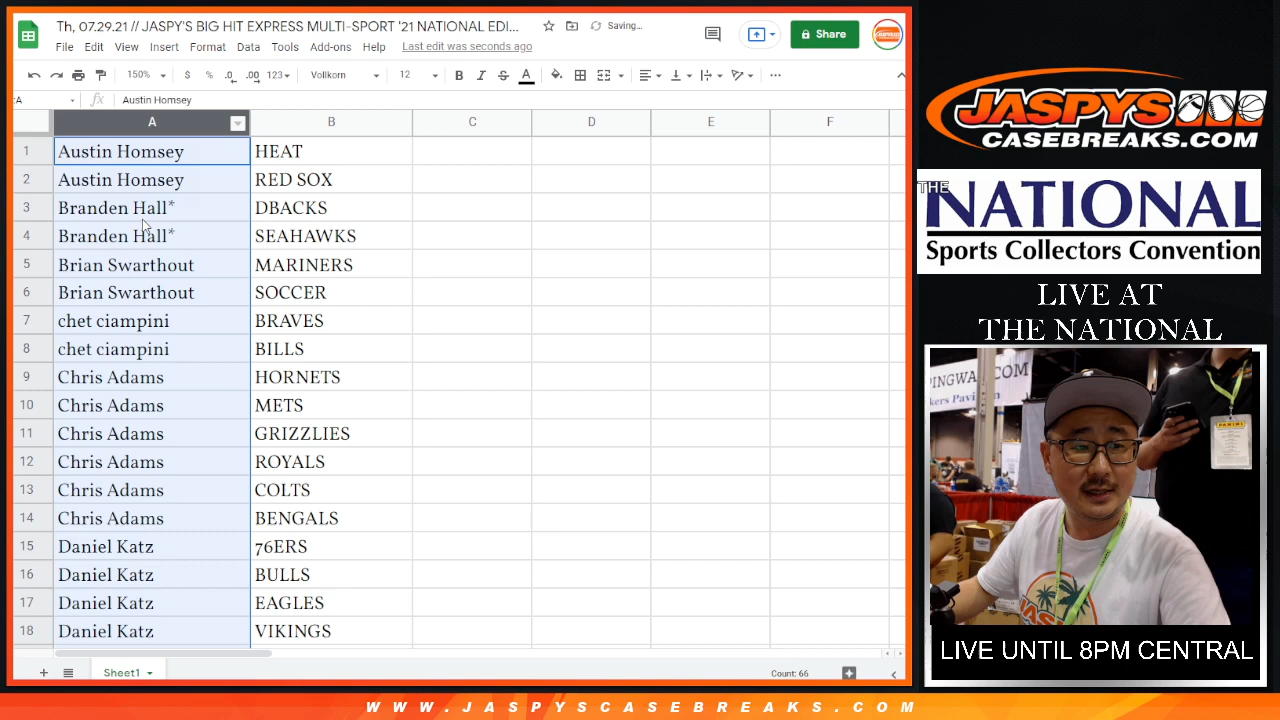 Th, 07.29.21 // JASPY'S BIG HIT EXPRESS MULTI-SPORT '21 NATIONAL EDI...
Saving...
File Edit View Insert Format Data Tools Add-ons Help Last edit was seconds ago
Share
150% $ % .0 .00 123 Vollkorn 12 B I S A
:A fx Austin Homsey
A B C D E F
1 Austin Homsey HEAT
2 Austin Homsey RED SOX
3 Branden Hall* DBACKS
4 Branden Hall* SEAHAWKS
5 Brian Swarthout MARINERS
6 Brian Swarthout SOCCER
7 chet ciampini BRAVES
8 chet ciampini BILLS
9 Chris Adams HORNETS
10 Chris Adams METS
11 Chris Adams GRIZZLIES
12 Chris Adams ROYALS
13 Chris Adams COLTS
14 Chris Adams BENGALS
15 Daniel Katz 76ERS
16 Daniel Katz BULLS
17 Daniel Katz EAGLES
18 Daniel Katz VIKINGS
Sheet1
Count: 66
JASPYS
CASEBREAKS.COM
THE
NATIONAL
Sports Collectors Convention
LIVE AT
THE NATIONAL
PANINI
LIVE UNTIL 8PM CENTRAL
WWW.JASPYSCASEBREAKS.COM